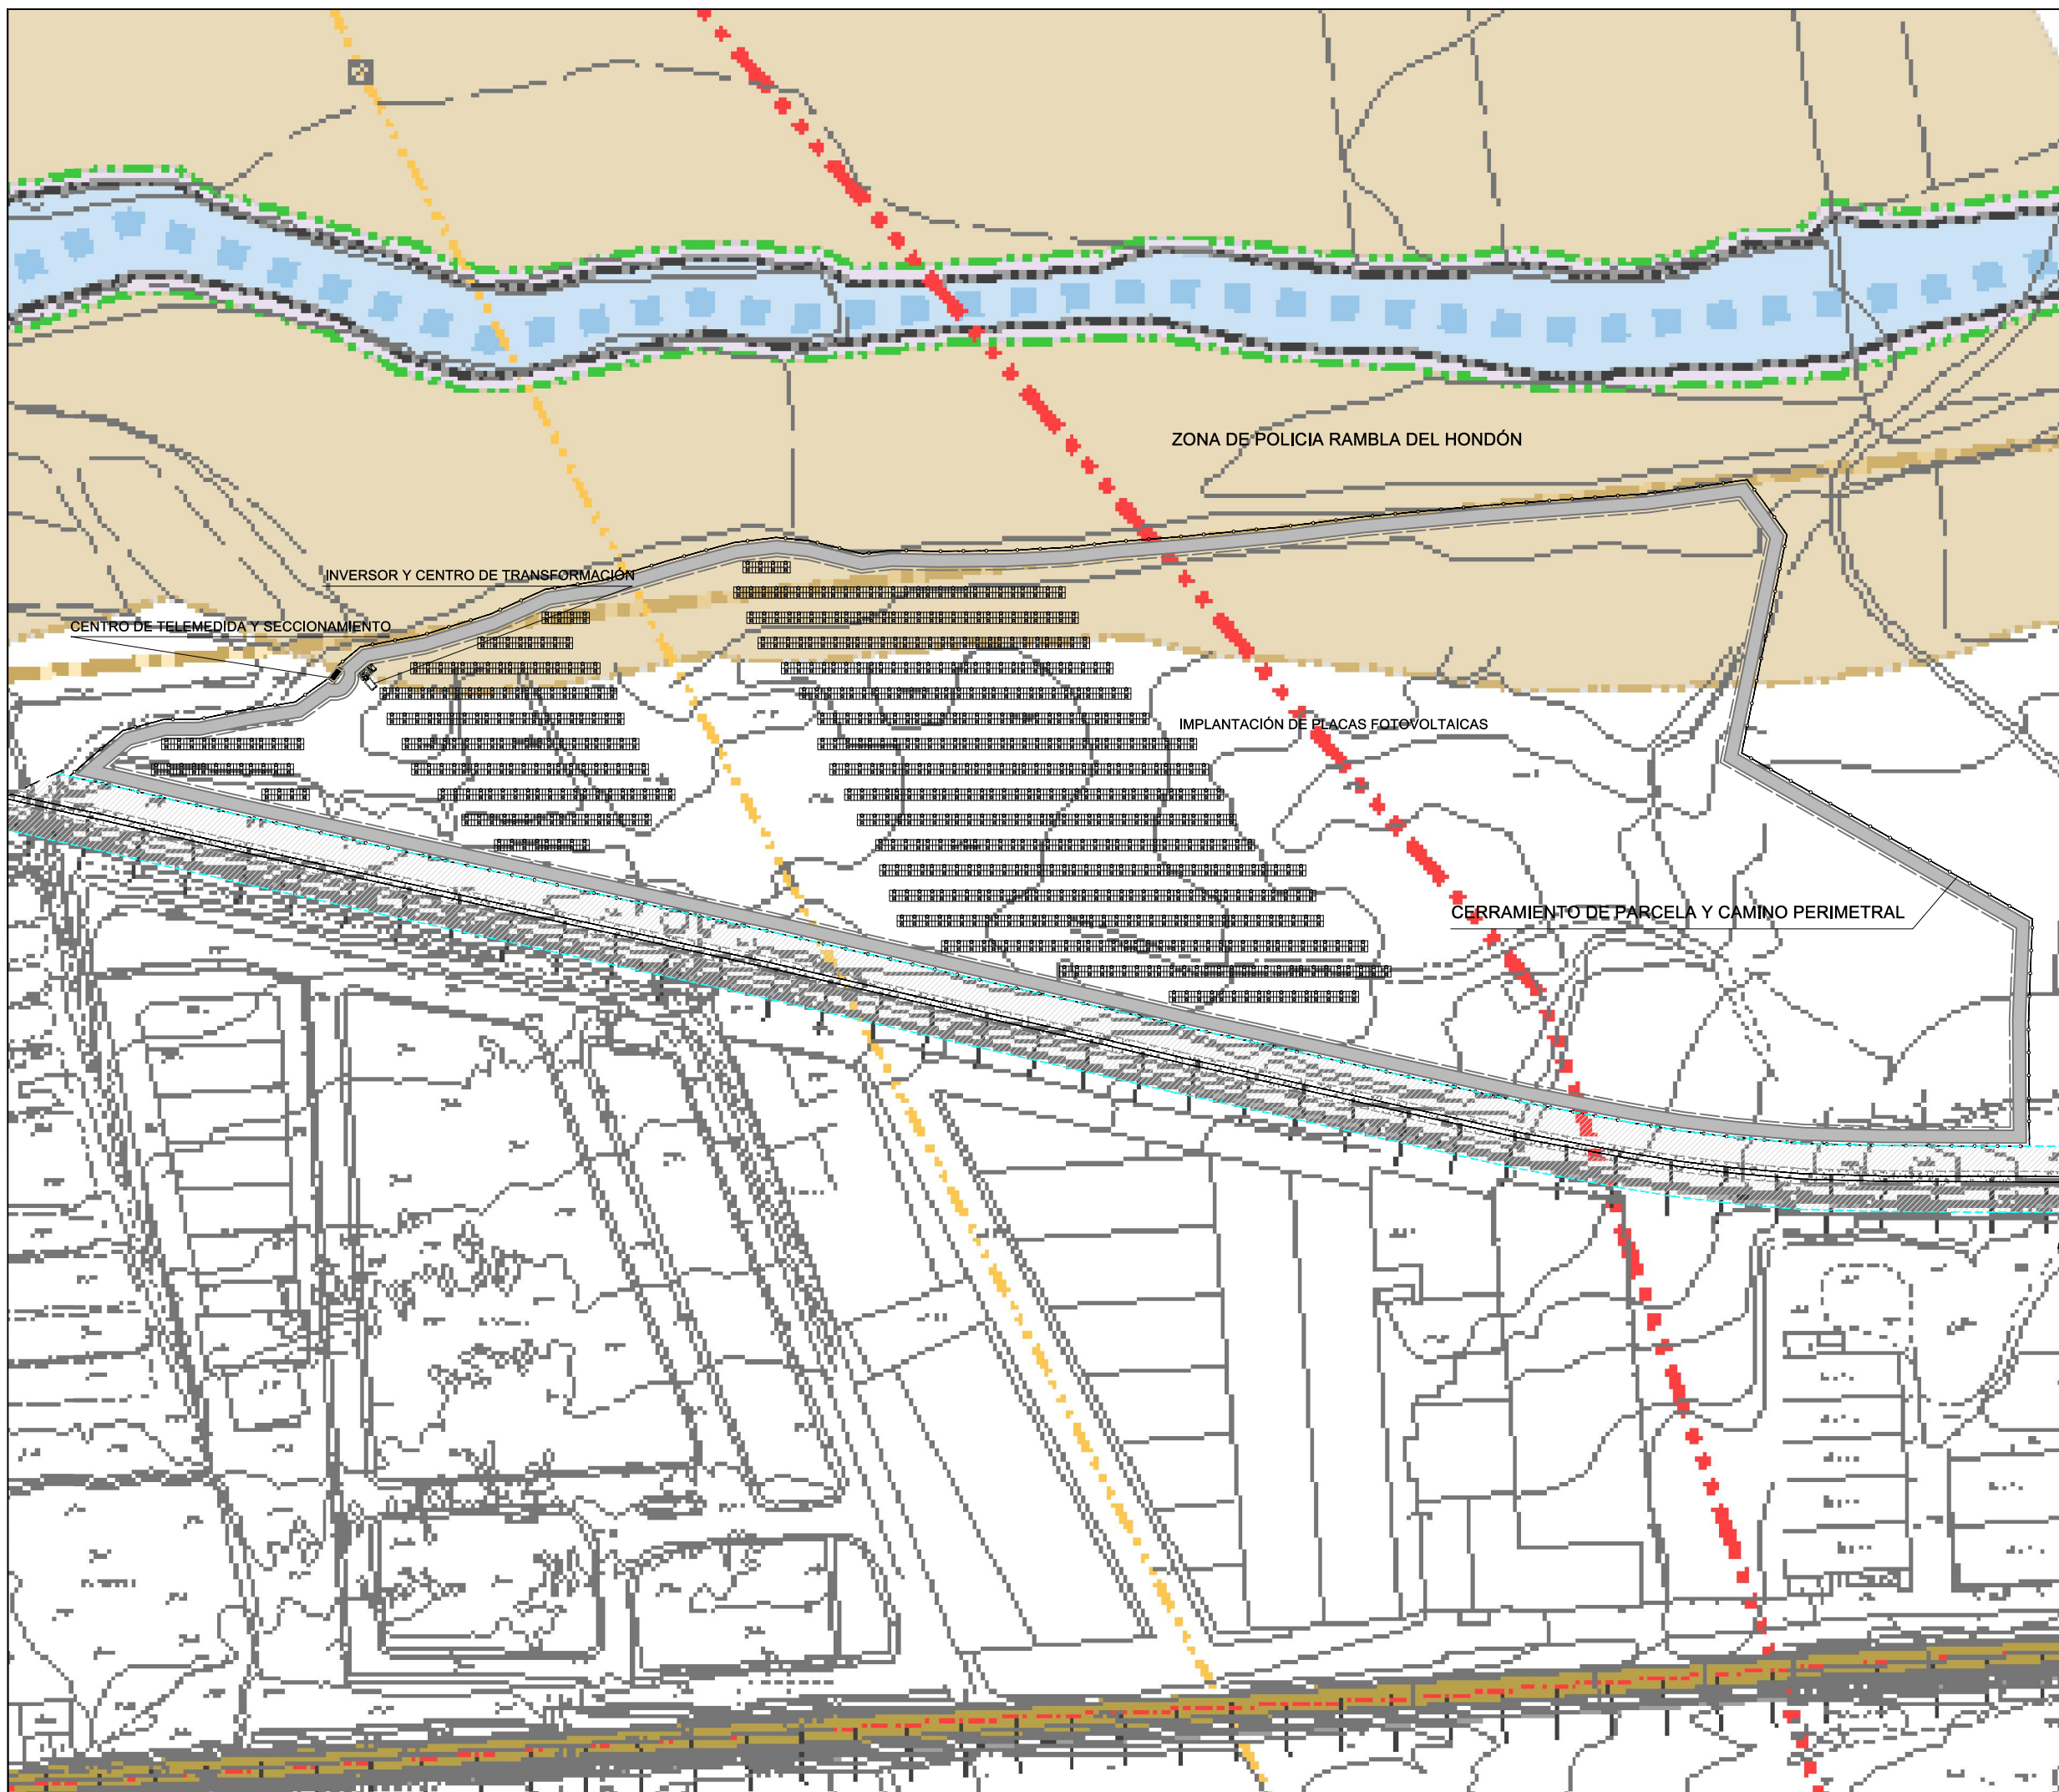 ZONA DE POLICIA RAMBLA DEL HONDÓN
INVERSOR Y CENTRO DE TRANSFORMACIÓN
CENTRO DE TELEMEDIDA Y SECCIONAMIENTO
IMPLANTACIÓN DE PLACAS FOTOVOLTAICAS
CERRAMIENTO DE PARCELA Y CAMINO PERIMETRAL